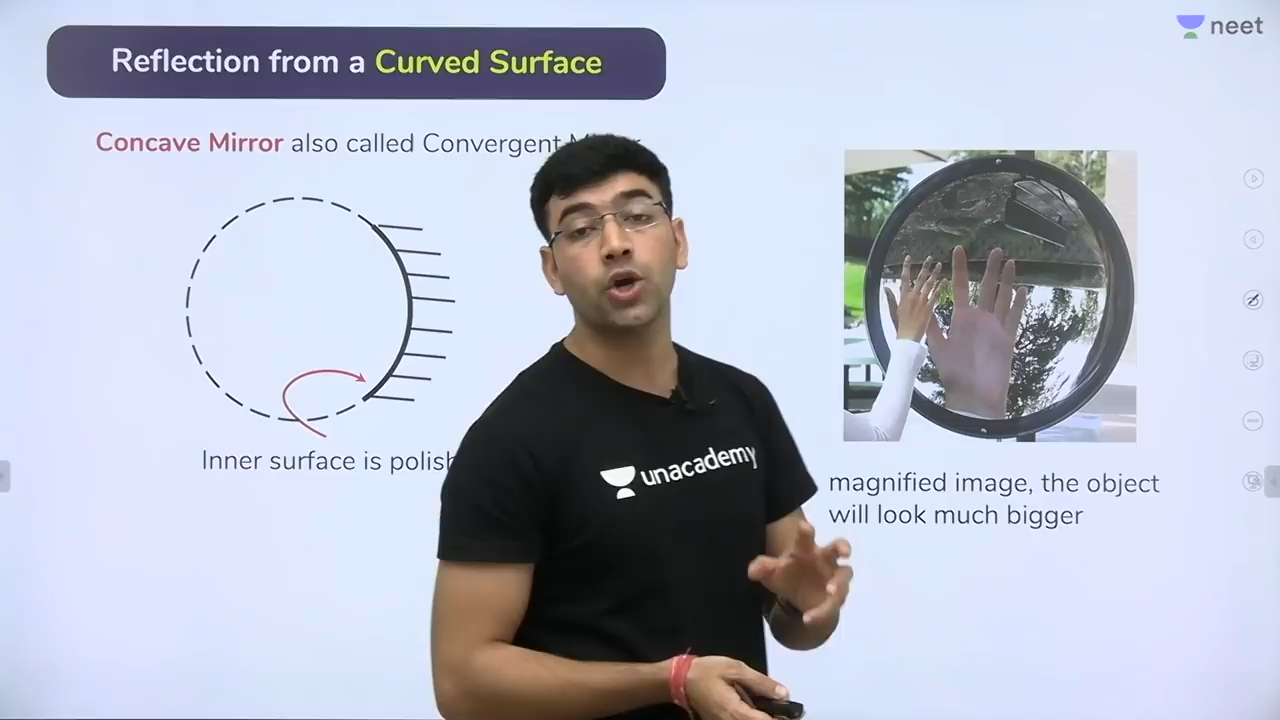 neet
Reflection from a Curved Surface
Concave Mirror also called Convergent
Inner surface is
unacademy
magnified image, the object
will look much bigger